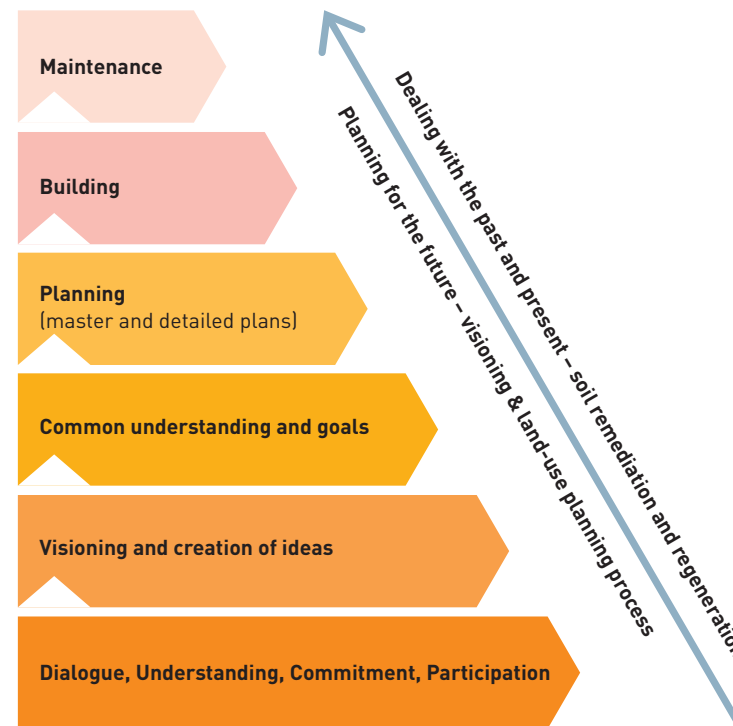 Maintenance
Building
Planning
(master and detailed plans)
Common understanding and goals
Visioning and creation of ideas
Dialogue, Understanding, Commitment, Participation
Planning for the future – visioning & land-use planning process
Dealing with the past and present – soil remediation and regeneration